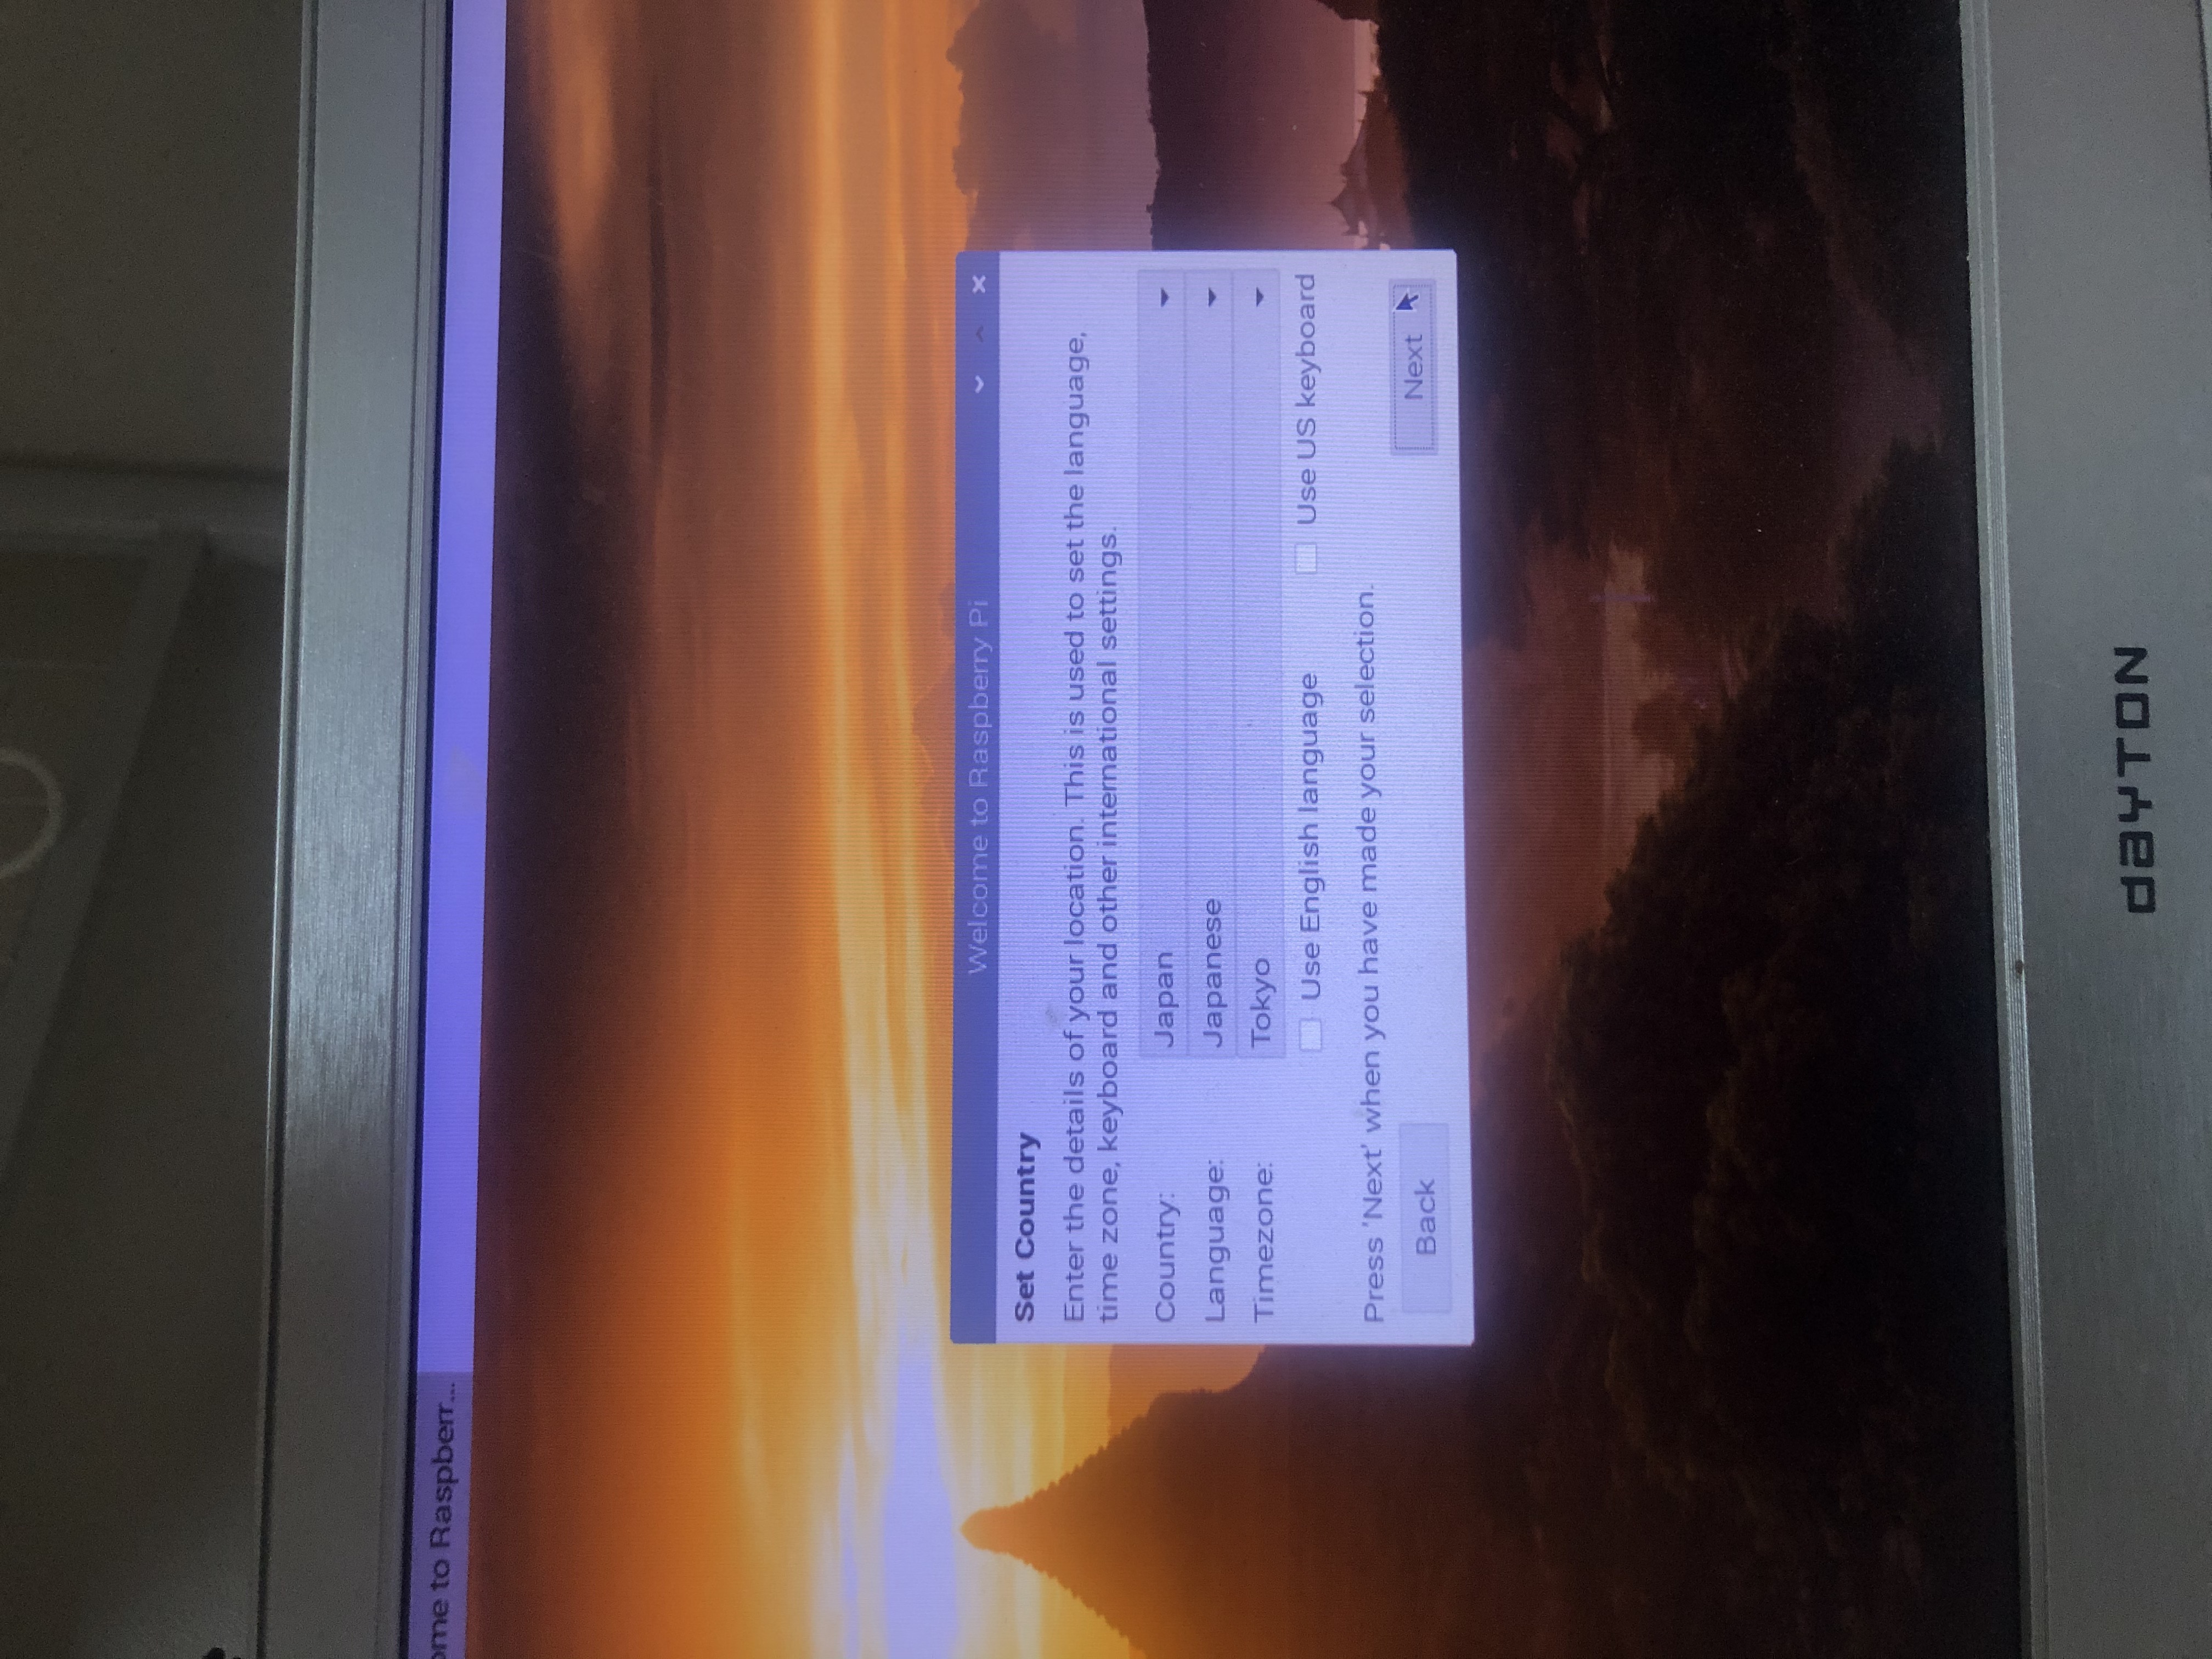 ome to Raspberr...
Welcome to Raspberry Pi
Set Country
Enter the details of your location. This is used to set the language,
time zone, keyboard and other international settings.
Country: Japan
Language: Japanese
Timezone: Tokyo
Use English language Use US keyboard
Press 'Next' when you have made your selection.
Back Next
dayton